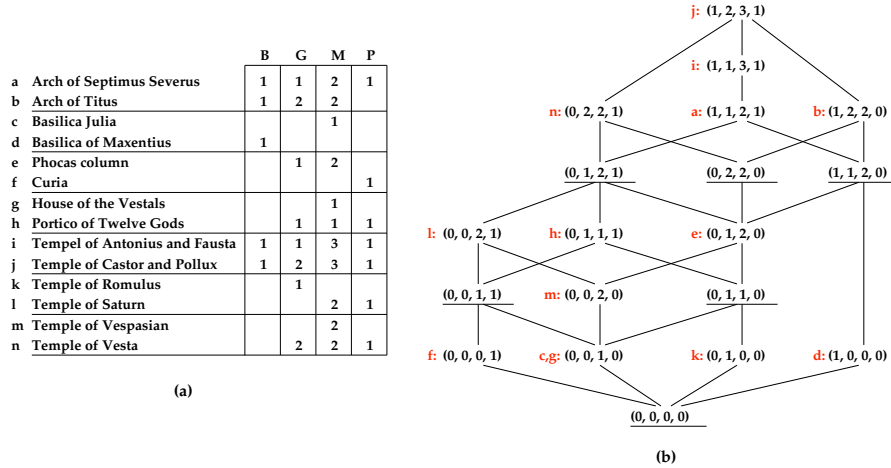 B G M P
a Arch of Septimus Severus 1 1 2 1
b Arch of Titus 1 2 2
c Basilica Julia 1
d Basilica of Maxentius 1
e Phocas column 1 2
f Curia 1
g House of the Vestals 1
h Portico of Twelve Gods 1 1 1
i Tempel of Antonius and Fausta 1 1 3 1
j Temple of Castor and Pollux 1 2 3 1
k Temple of Romulus 1
l Temple of Saturn 2 1
m Temple of Vespasian 2
n Temple of Vesta 2 2 1
(a)
j: (1, 2, 3, 1)
i: (1, 1, 3, 1)
n: (0, 2, 2, 1) a: (1, 1, 2, 1) b: (1, 2, 2, 0)
(0, 1, 2, 1) (0, 2, 2, 0) (1, 1, 2, 0)
l: (0, 0, 2, 1) h: (0, 1, 1, 1) e: (0, 1, 2, 0)
(0, 0, 1, 1) m: (0, 0, 2, 0) (0, 1, 1, 0)
f: (0, 0, 0, 1) c,g: (0, 0, 1, 0) k: (0, 1, 0, 0) d: (1, 0, 0, 0)
(0, 0, 0, 0)
(b)